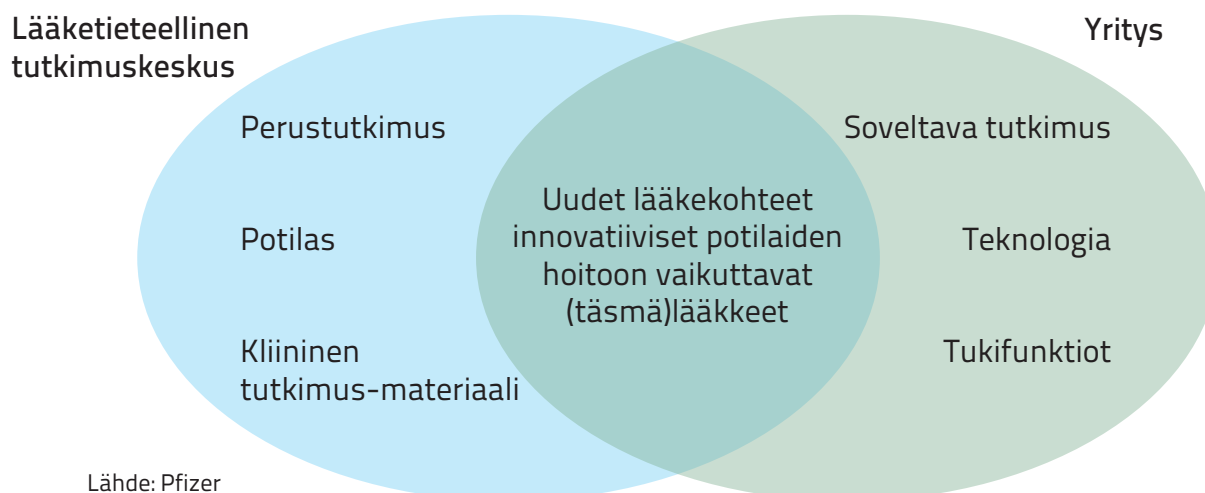 Lääketieteellinen
tutkimuskeskus
Yritys
Perustutkimus
Potilas
Kliininen
tutkimus-materiaali
Uudet lääkekohteet
innovatiiviset potilaiden
hoitoon vaikuttavat
(täsmä)lääkkeet
Soveltava tutkimus
Teknologia
Tukifunktiot
Lähde: Pfizer